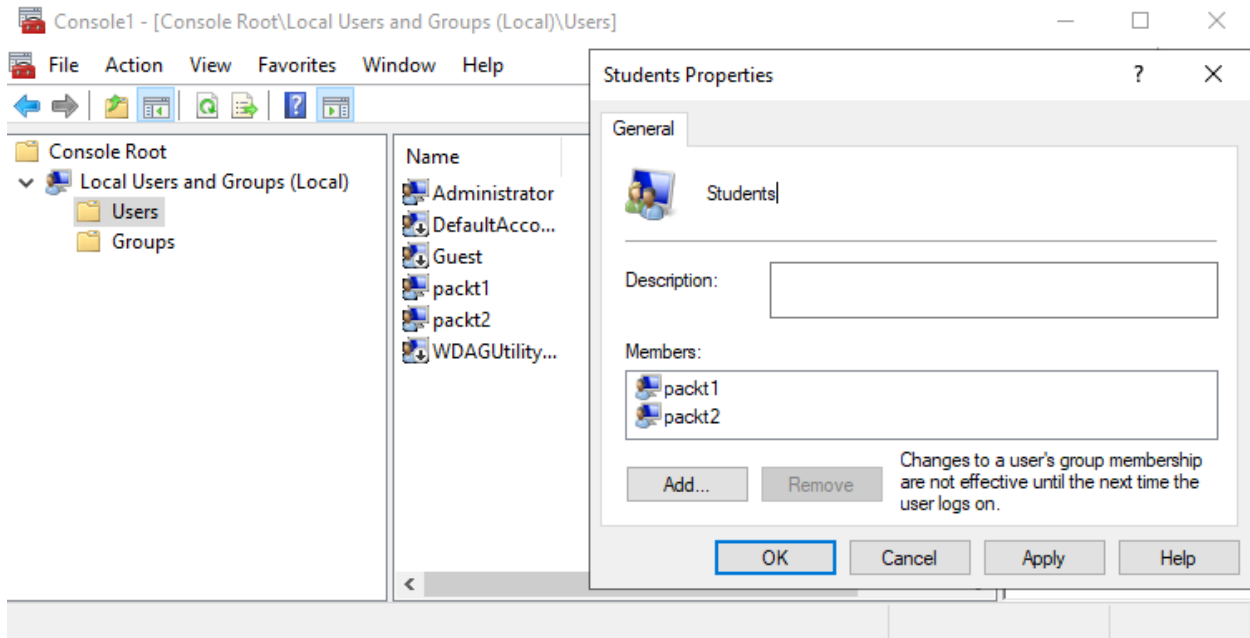 Console1 - [Console Root\Local Users and Groups (Local)\Users]
File Action View Favorites Window Help
Console Root
Local Users and Groups (Local)
Users
Groups
Name
Administrator
DefaultAcco...
Guest
packt1
packt2
WDAGUtility...
Students Properties
?
General
Students
Description:
Members:
packt1
packt2
Add...
Remove
Changes to a user's group membership
are not effective until the next time the
user logs on.
OK Cancel Apply Help